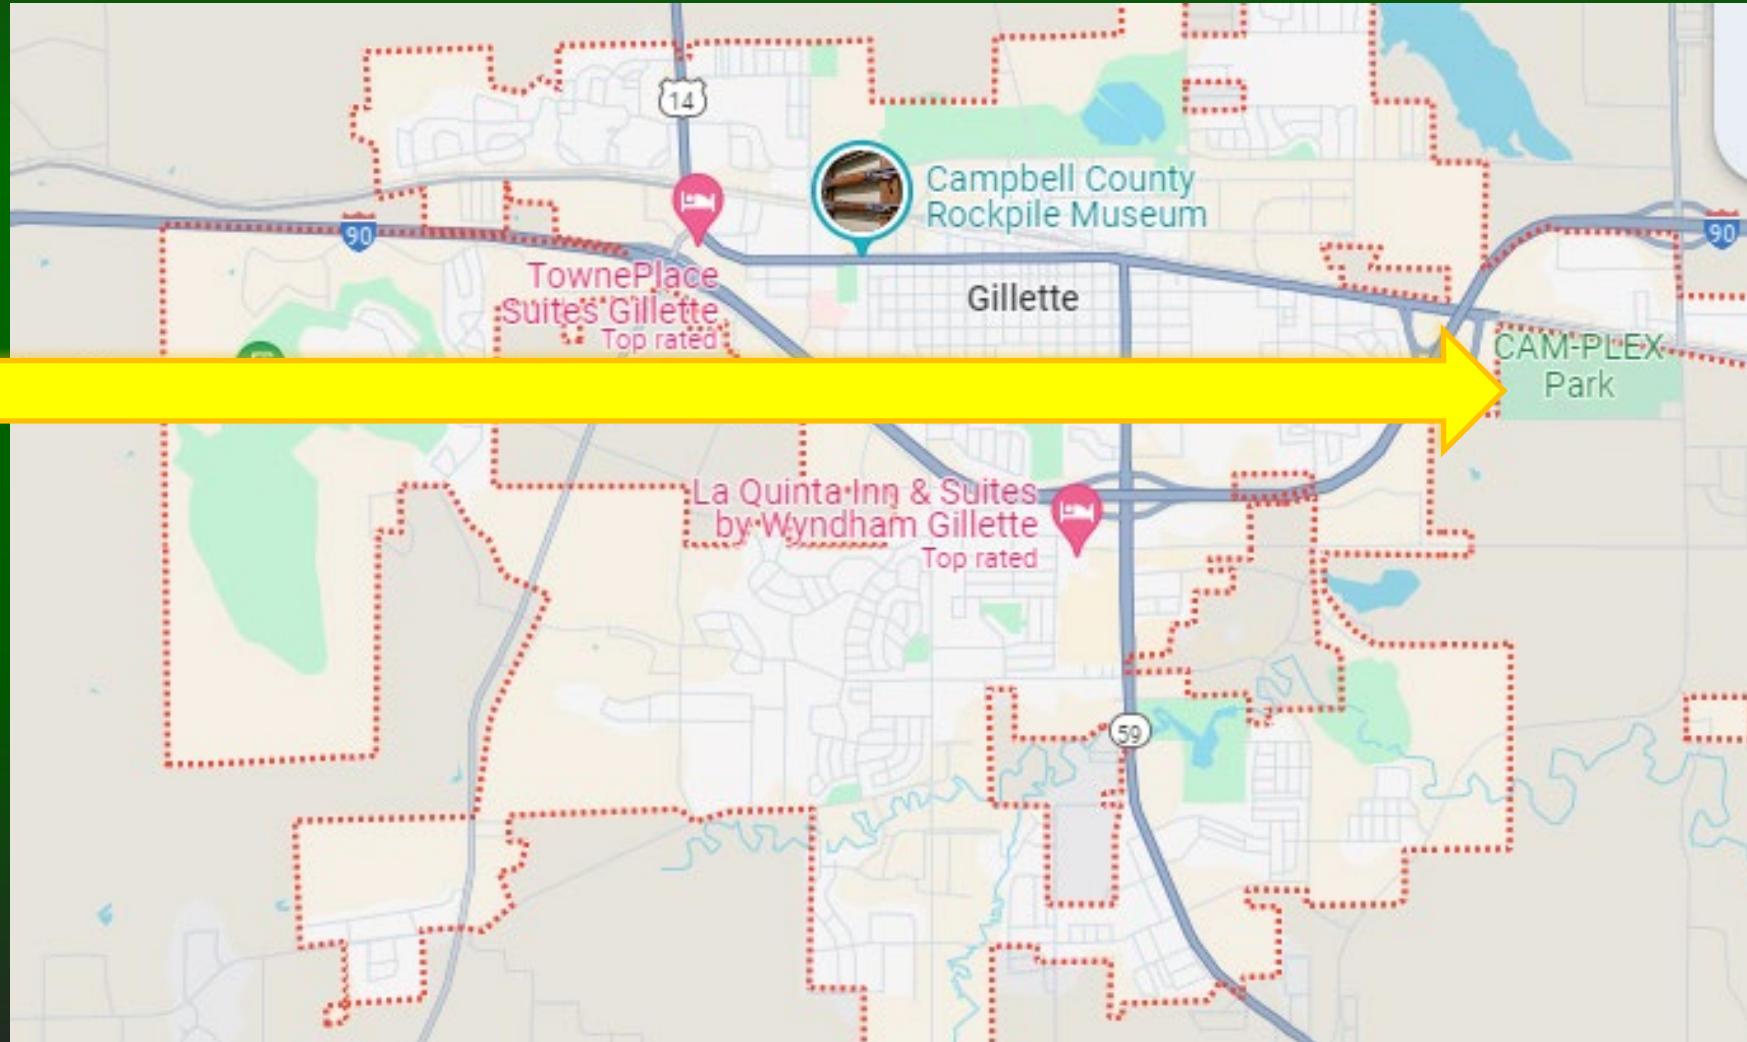 14
Campbell County
Rockpile Museum
90
90
TownePlace
Suites Gillette
Top rated
Gillette
CAM-PLEX
Park
La Quinta Inn & Suites
by Wyndham Gillette
Top rated
59